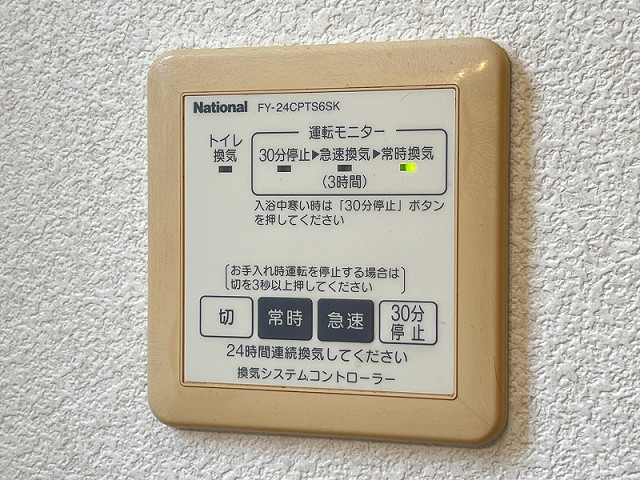 National FY-24CPTS6SK
トイレ
換気
運転モニター
30分停止▶急速換気▶常時換気
(3時間)
入浴中寒い時は「30分停止」ボタン
を押してください
お手入れ時運転を停止する場合は
切を3秒以上押してください
切 常時 急速 30分
停止
24時間連続換気してください
換気システムコントローラー